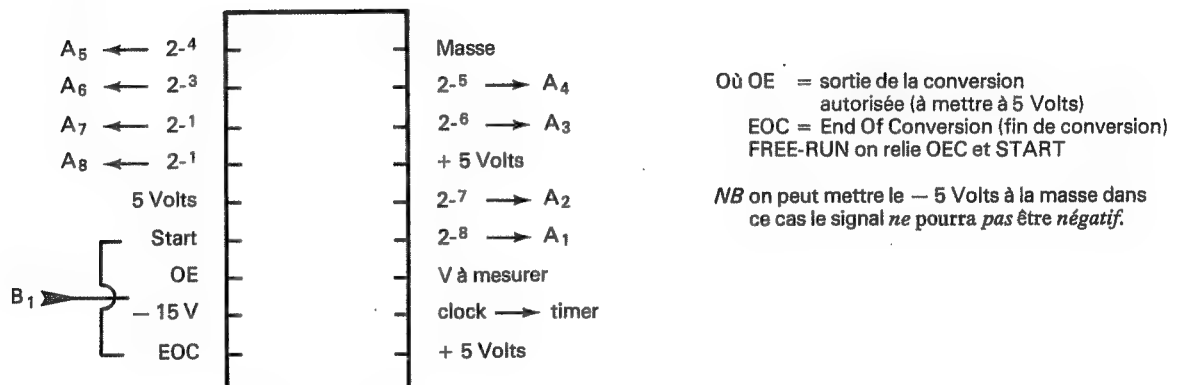 A5 ← 2-4
A6 ← 2-3
A7 ← 2-1
A8 ← 2-1
5 Volts
Start
OE
B1
– 15 V
EOC
Masse
2-5 → A4
2-6 → A3
+ 5 Volts
2-7 → A2
2-8 → A1
V à mesurer
clock → timer
+ 5 Volts
Où OE = sortie de la conversion
autorisée (à mettre à 5 Volts)
EOC = End Of Conversion (fin de conversion)
FREE-RUN on relie OEC et START
NB on peut mettre le – 5 Volts à la masse dans
ce cas le signal ne pourra pas être négatif.